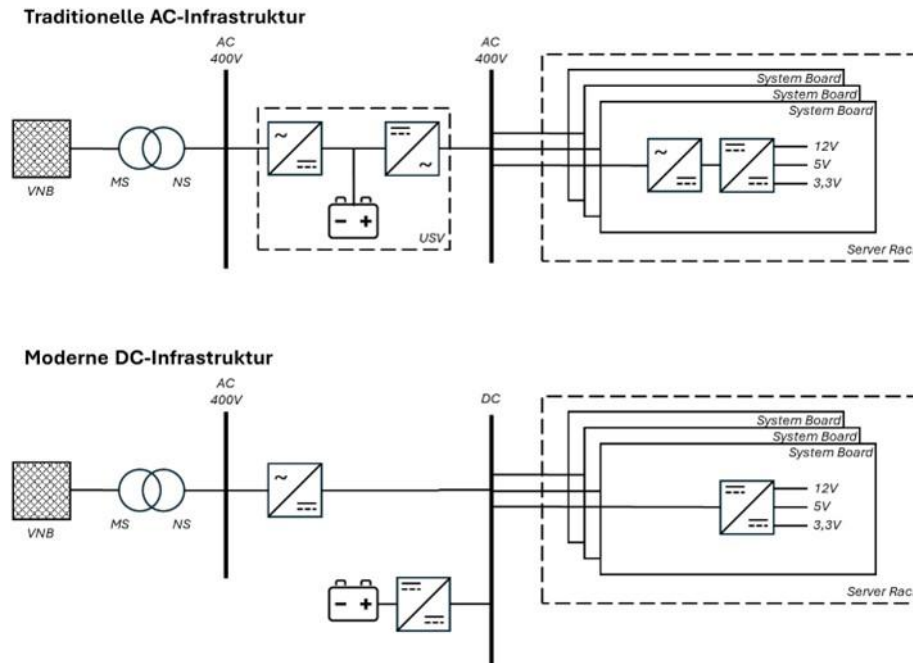 Traditionelle AC-Infrastruktur
AC
400V
AC
400V
System Board
System Board
System Board
12V
5V
3,3V
VNB
MS
NS
USV
Server Rac
Moderne DC-Infrastruktur
AC
400V
DC
System Board
System Board
System Board
12V
5V
3,3V
VNB
MS
NS
Server Rac